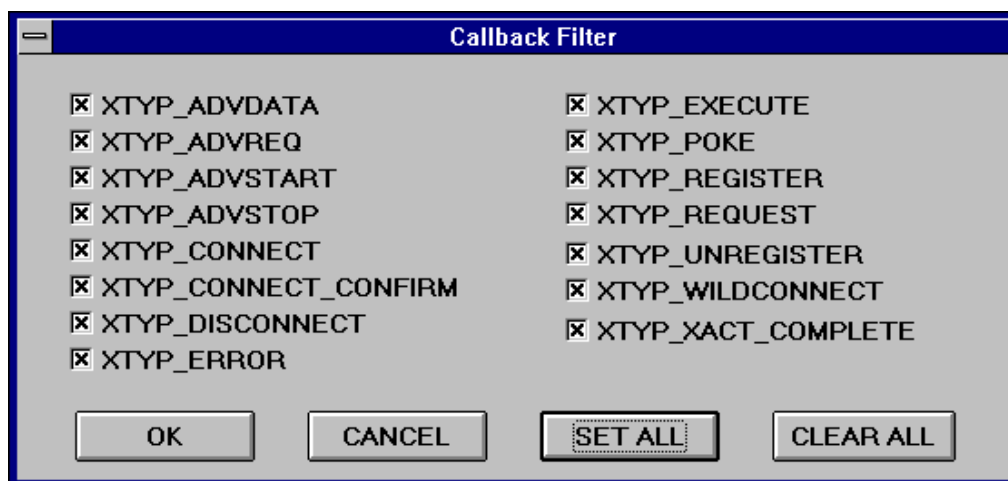 Callback Filter
XTYP_ADVDATA
XTYP_ADVREQ
XTYP_ADVSTART
XTYP_ADVSTOP
XTYP_CONNECT
XTYP_CONNECT_CONFIRM
XTYP_DISCONNECT
XTYP_ERROR
XTYP_EXECUTE
XTYP_POKE
XTYP_REGISTER
XTYP_REQUEST
XTYP_UNREGISTER
XTYP_WILDCONNECT
XTYP_XACT_COMPLETE
OK
CANCEL
SET ALL
CLEAR ALL